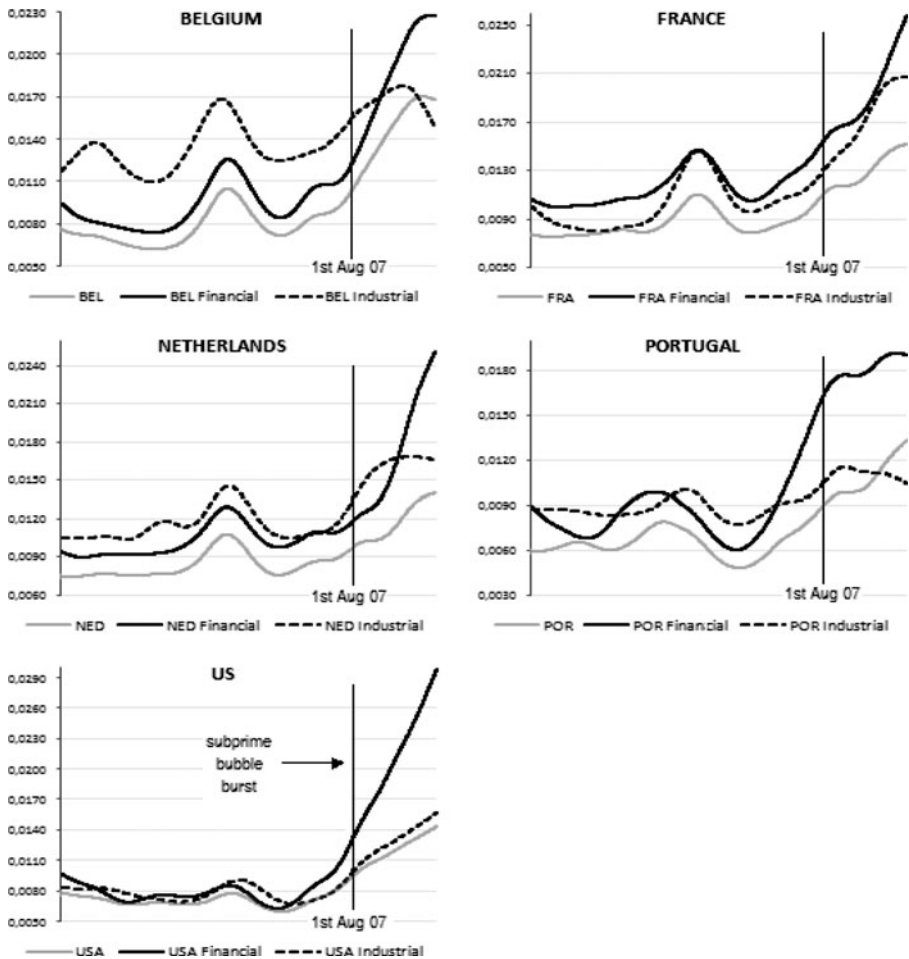 BELGIUM
0,0230
0,0200
0,0170
0,0140
0,0110
0,0080
0,0050
1st Aug 07
BEL BEL Financial BEL Industrial
FRANCE
0,0250
0,0210
0,0170
0,0130
0,0090
0,0050
1st Aug 07
FRA FRA Financial FRA Industrial
NETHERLANDS
0,0240
0,0210
0,0180
0,0150
0,0120
0,0090
0,0060
1st Aug 07
NED NED Financial NED Industrial
PORTUGAL
0,0180
0,0150
0,0120
0,0090
0,0060
0,0030
1st Aug 07
POR POR Financial POR Industrial
US
0,0290
0,0260
0,0230
0,0200
0,0170
0,0140
0,0110
0,0080
0,0050
subprime
bubble
burst
1st Aug 07
USA USA Financial USA Industrial